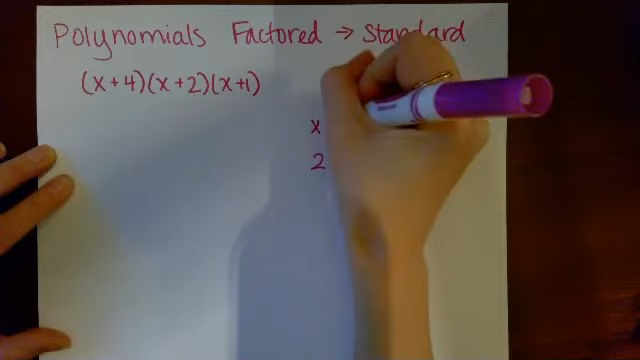 Polynomials Factored → Standard
(x+4)(x+2)(x+1)
x
2